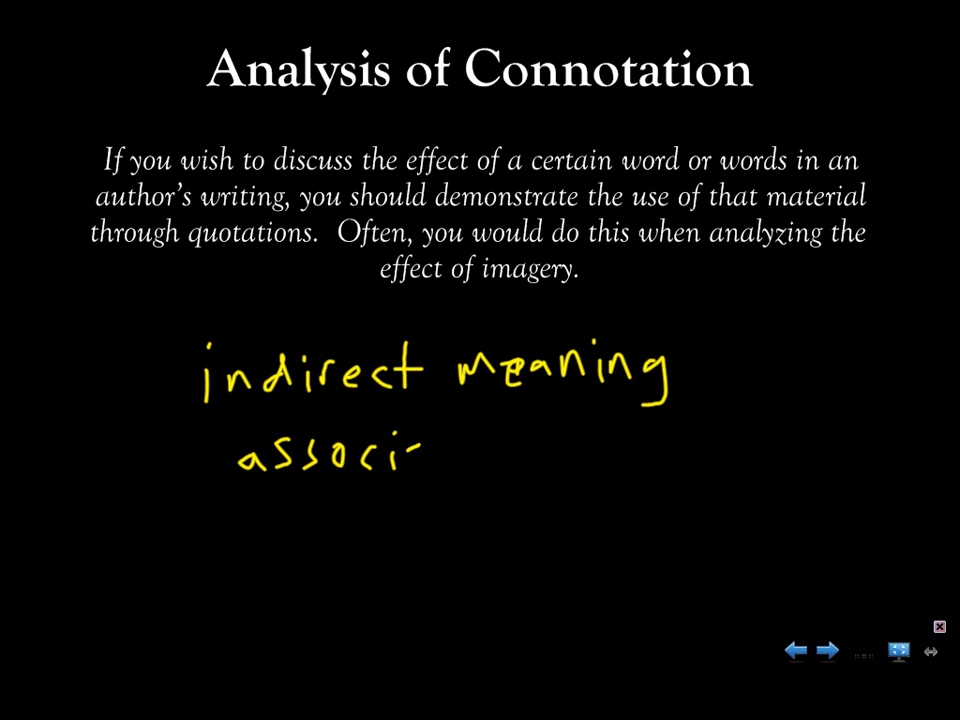 Analysis of Connotation
If you wish to discuss the effect of a certain word or words in an
author's writing, you should demonstrate the use of that material
through quotations. Often, you would do this when analyzing the
effect of imagery.
indirect meaning
associ